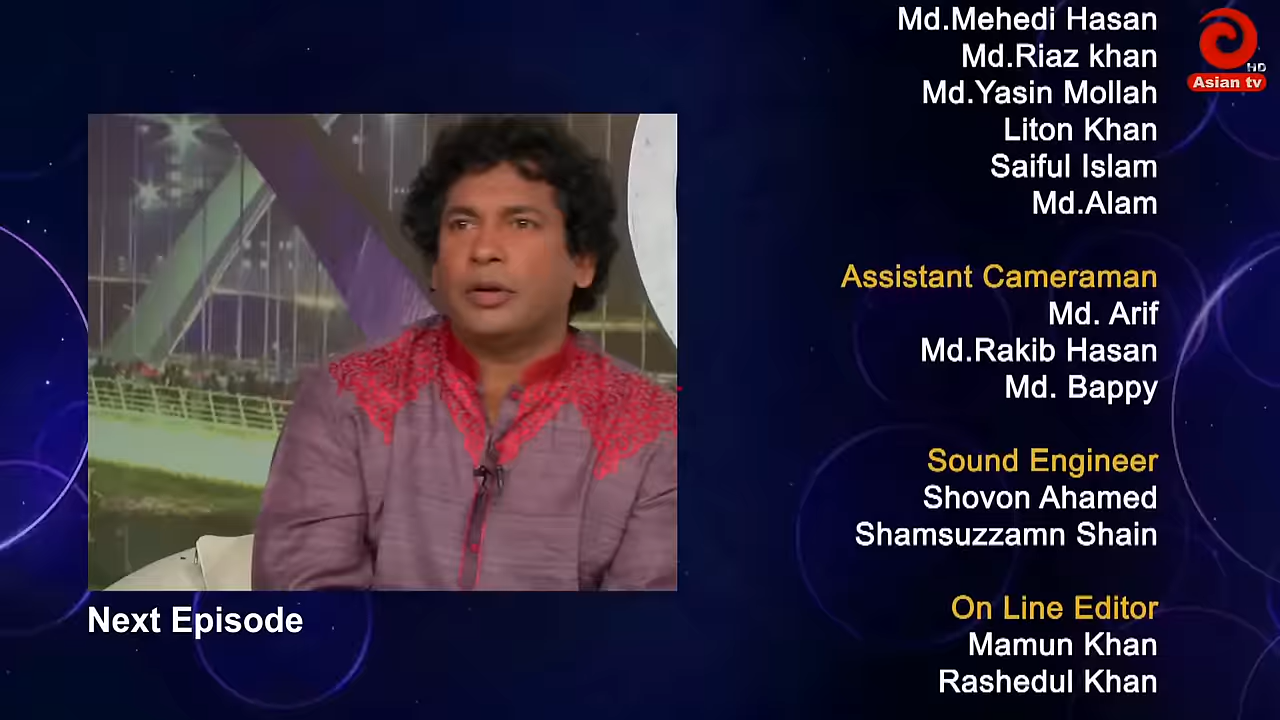 Md.Mehedi Hasan
Md.Riaz khan
Md.Yasin Mollah
Liton Khan
Saiful Islam
Md.Alam
HD
Asian tv
Assistant Cameraman
Md. Arif
Md.Rakib Hasan
Md. Bappy
Sound Engineer
Shovon Ahamed
Shamsuzzamn Shain
Next Episode
On Line Editor
Mamun Khan
Rashedul Khan